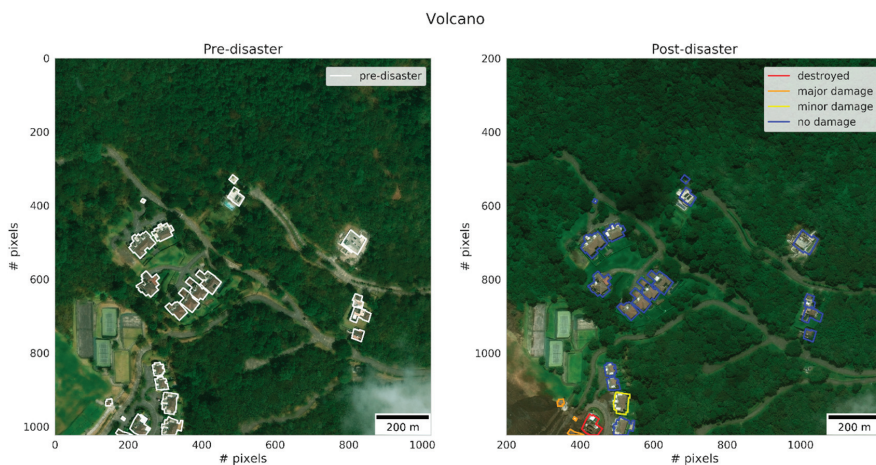 Volcano
Pre-disaster
0
200
400
600
800
1000
# pixels
pre-disaster
200 m
0
200
400
600
800
1000
# pixels
Post-disaster
200
400
600
800
1000
# pixels
destroyed
major damage
minor damage
no damage
200 m
200
400
600
800
1000
# pixels